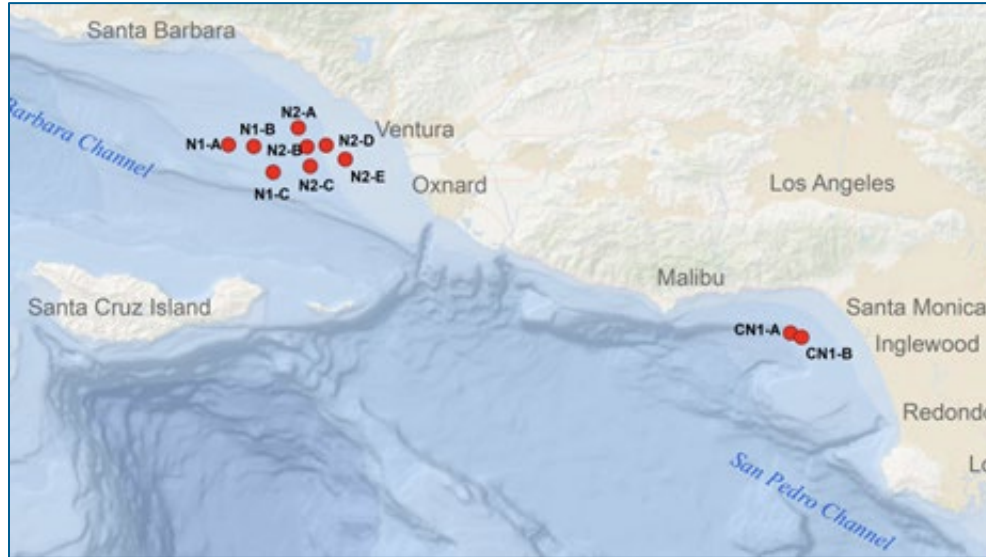 Santa Barbara
Barbara Channel
N2-A
N1-B
N1-A
N2-B
N2-D
Ventura
N1-C
N2-C
N2-E
Oxnard
Los Angeles
Malibu
Santa Cruz Island
Santa Monica
CN1-A
CN1-B
Inglewood
Redondo
San Pedro Channel
Lo